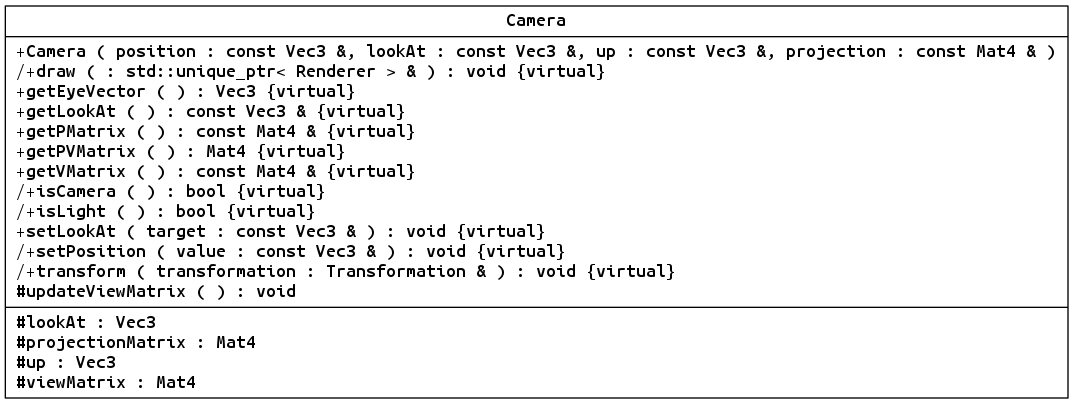 Camera
+Camera ( position : const Vec3 &, lookAt : const Vec3 &, up : const Vec3 &, projection : const Mat4 & )
/+draw ( : std::unique_ptr< Renderer > & ) : void {virtual}
+getEyeVector ( ) : Vec3 {virtual}
+getLookAt ( ) : const Vec3 & {virtual}
+getPMatrix ( ) : const Mat4 & {virtual}
+getPVMatrix ( ) : Mat4 {virtual}
+getVMatrix ( ) : const Mat4 & {virtual}
/+isCamera ( ) : bool {virtual}
/+isLight ( ) : bool {virtual}
+setLookAt ( target : const Vec3 & ) : void {virtual}
/+setPosition ( value : const Vec3 & ) : void {virtual}
/+transform ( transformation : Transformation & ) : void {virtual}
#updateViewMatrix ( ) : void
#lookAt : Vec3
#projectionMatrix : Mat4
#up : Vec3
#viewMatrix : Mat4